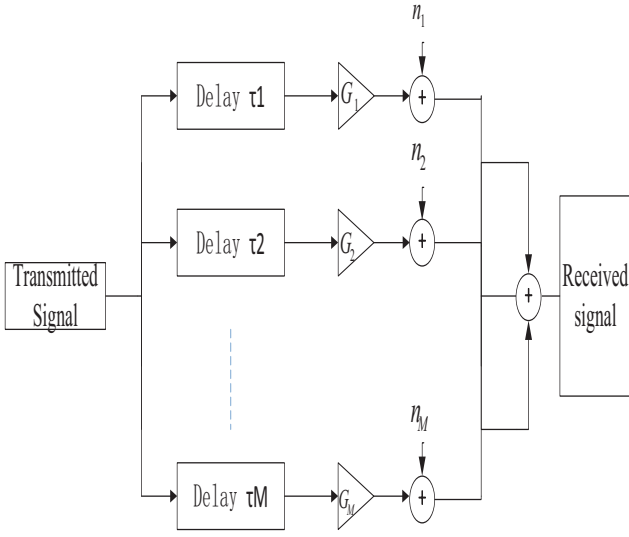 n1
Delay τ1
G1
+
n2
Delay τ2
G2
+
Transmitted
Signal
+
Received
signal
nM
Delay τM
GM
+